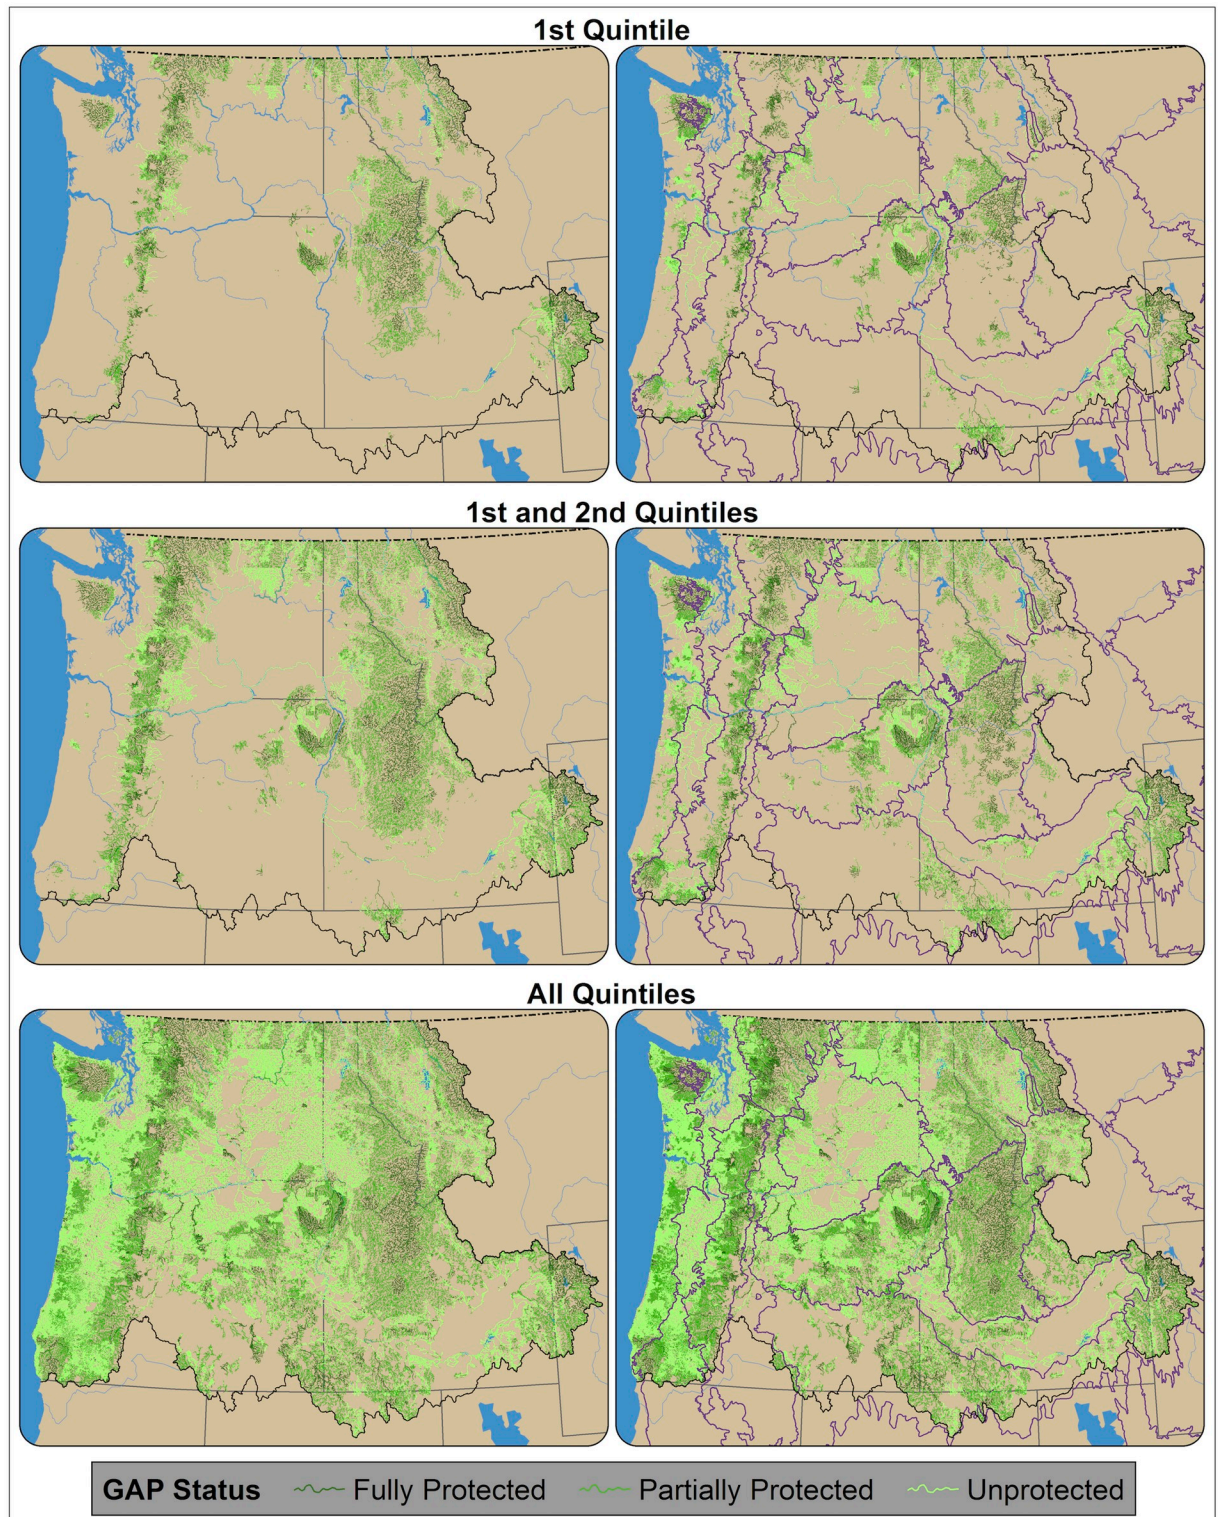 1st Quintile
1st and 2nd Quintiles
All Quintiles
GAP Status Fully Protected Partially Protected Unprotected